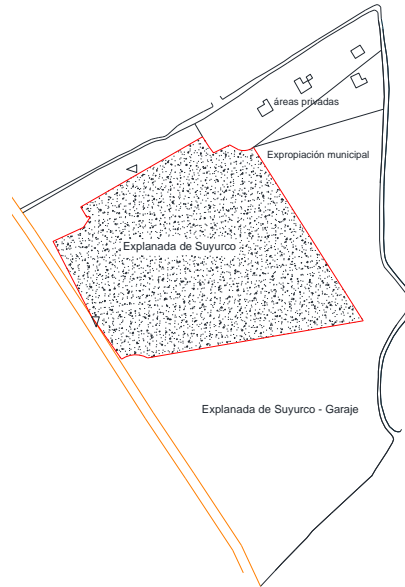 áreas privadas
Expropiación municipal
Explanada de Suyurco
Explanada de Suyurco - Garaje